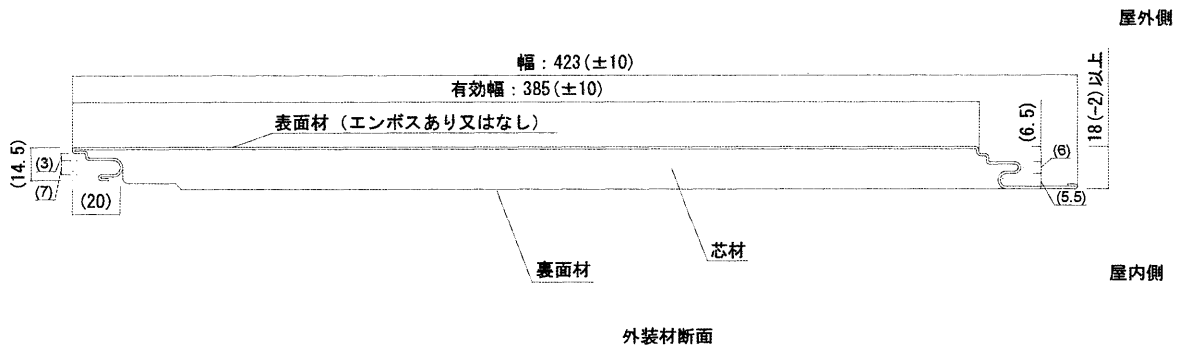 屋外側
幅：423(±10)
有効幅：385(±10)
18(-2)以上
表面材（エンボスあり又はなし）
(6.5)
(14.5)
(3)
(6)
(7)
(20)
(5.5)
芯材
裏面材
屋内側
外装材断面